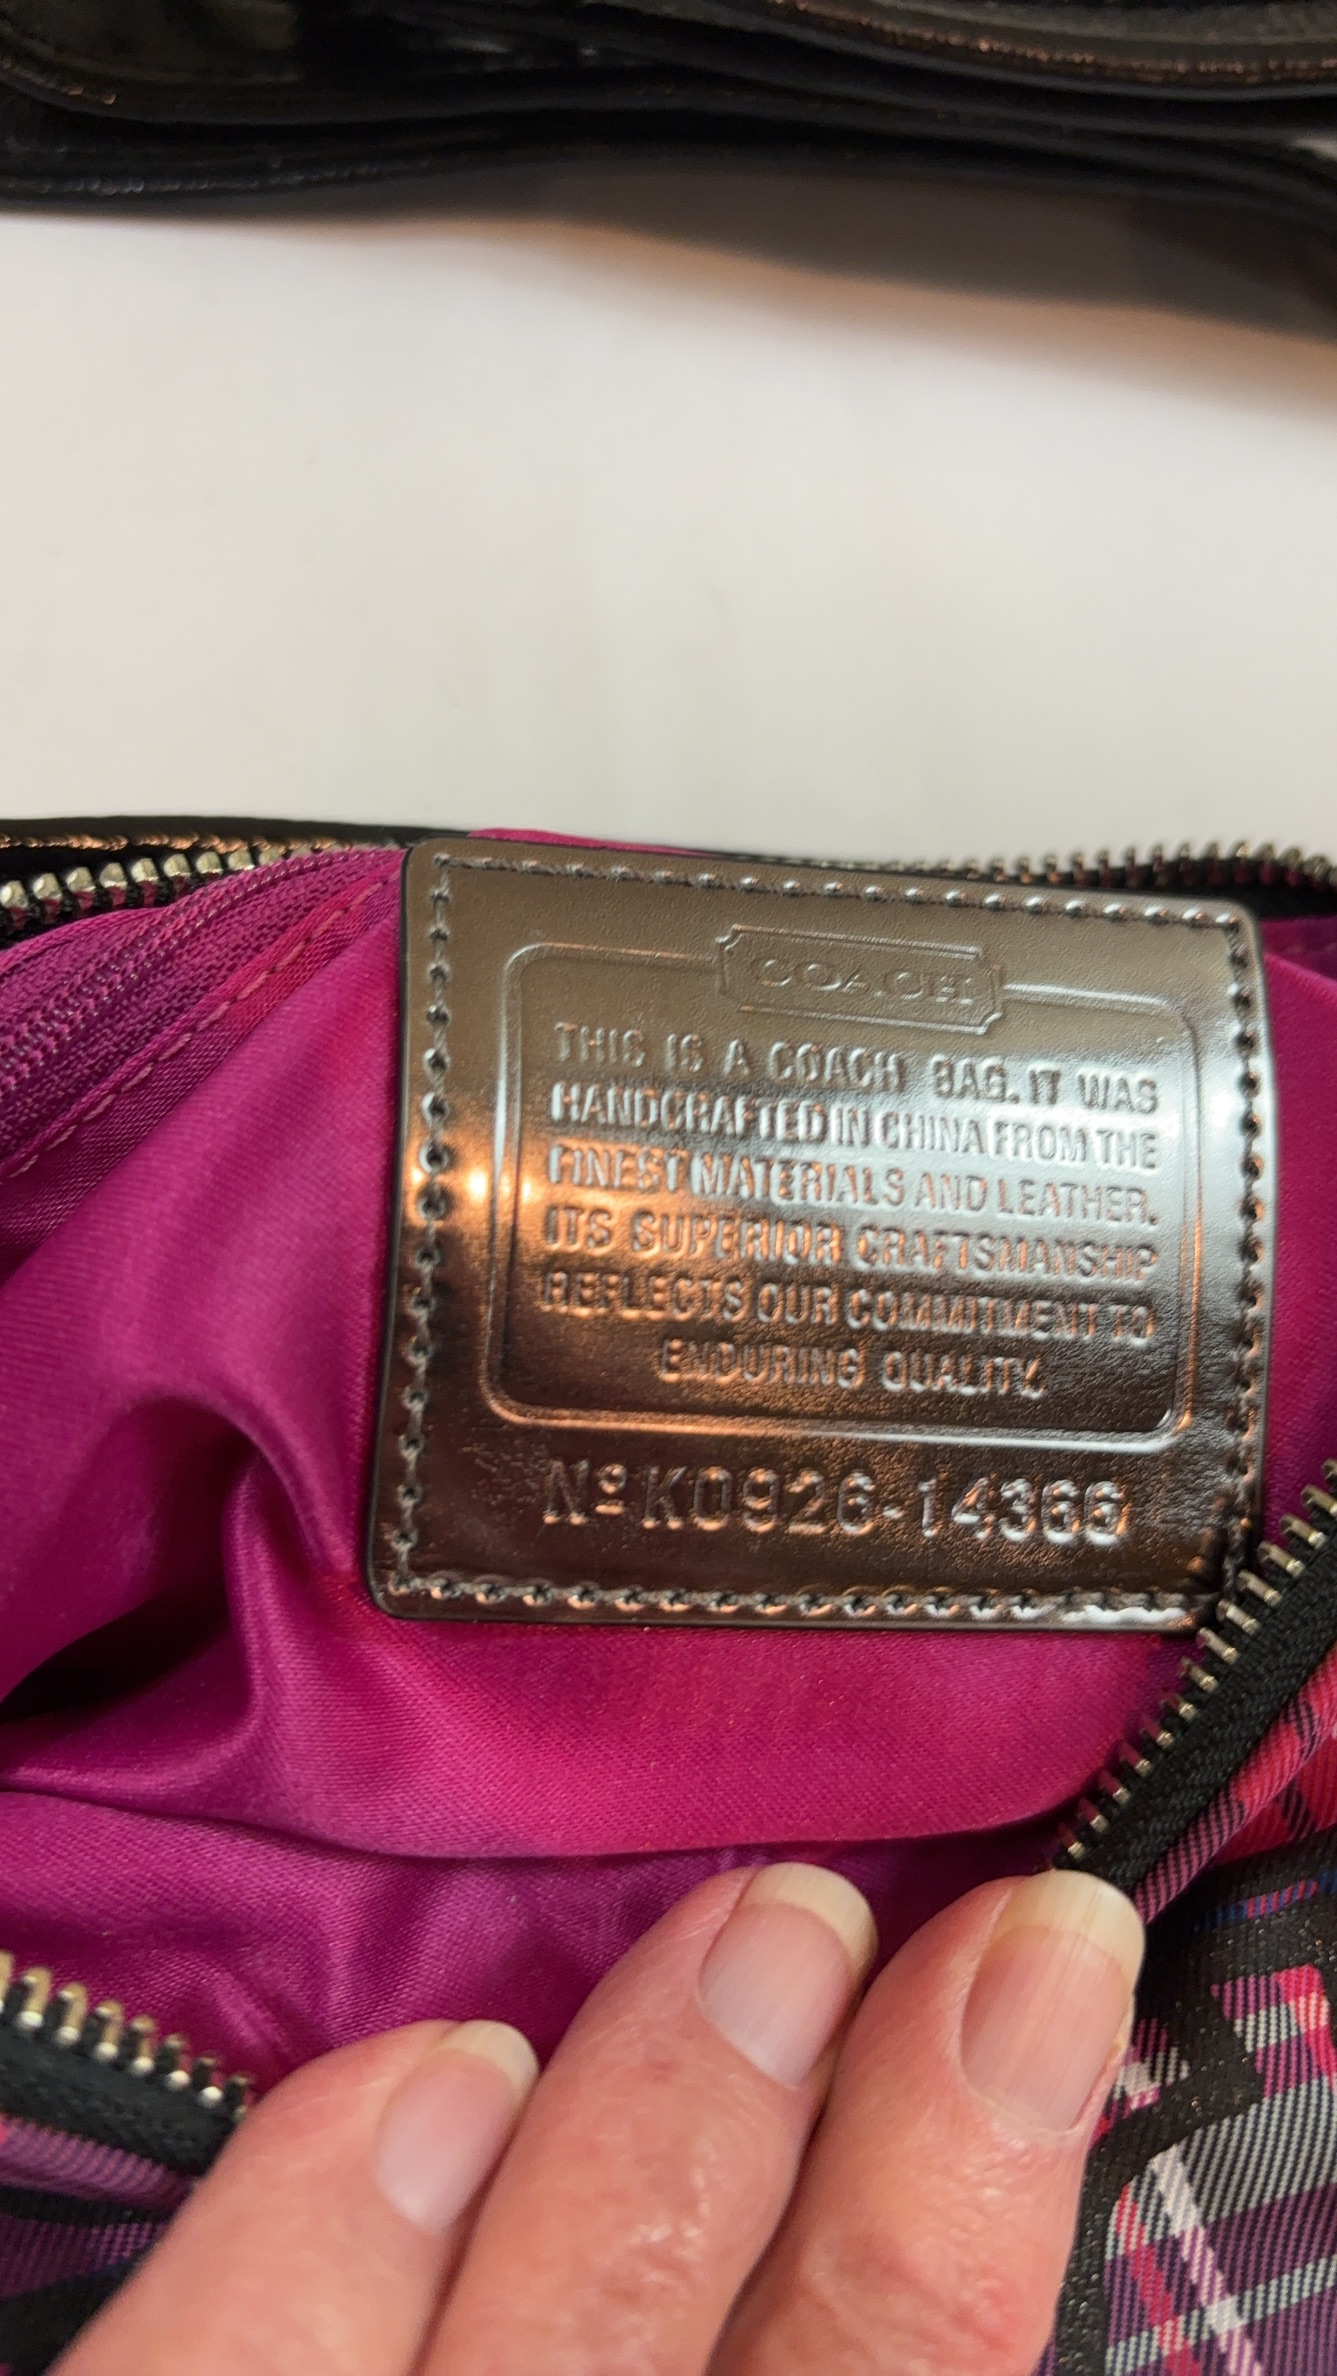 COACH
THIS IS A COACH BAG. IT WAS
HANDCRAFTED IN CHINA FROM THE
FINEST MATERIALS AND LEATHER.
ITS SUPERIOR CRAFTSMANSHIP
REFLECTS OUR COMMITMENT TO
ENDURING QUALITY.
Nº K0926-14366